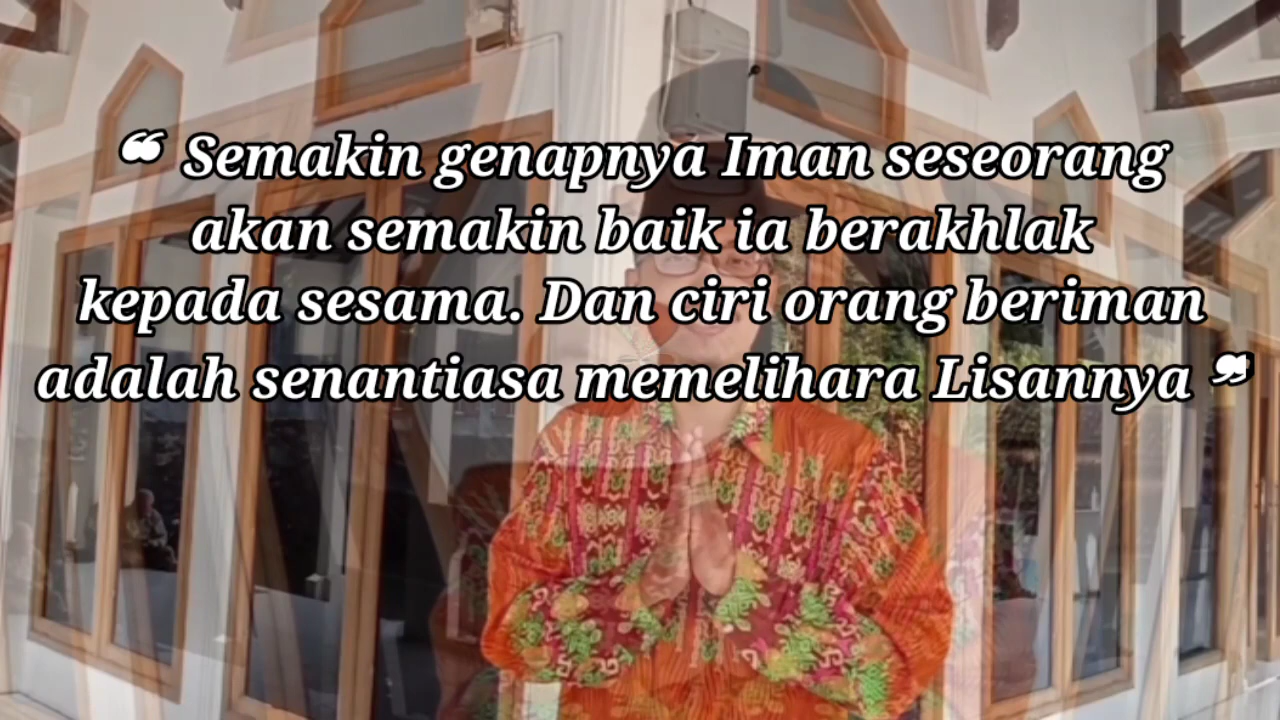 ❝ Semakin genapnya Iman seseorang
akan semakin baik ia berakhlak
kepada sesama. Dan ciri orang beriman
adalah senantiasa memelihara Lisannya ❞